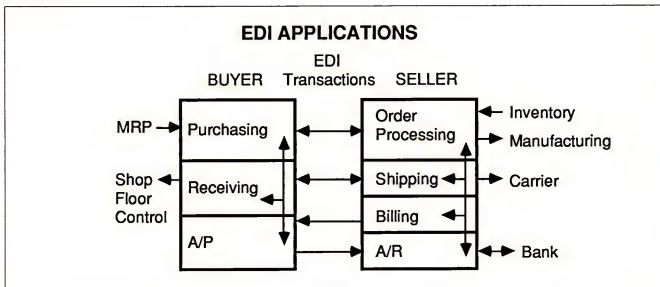 EDI APPLICATIONS
EDI
BUYER Transactions SELLER
MRP
Purchasing
Order
Processing
Inventory
Manufacturing
Shop
Floor
Control
Receiving
Shipping
Carrier
Billing
A/P
A/R
Bank